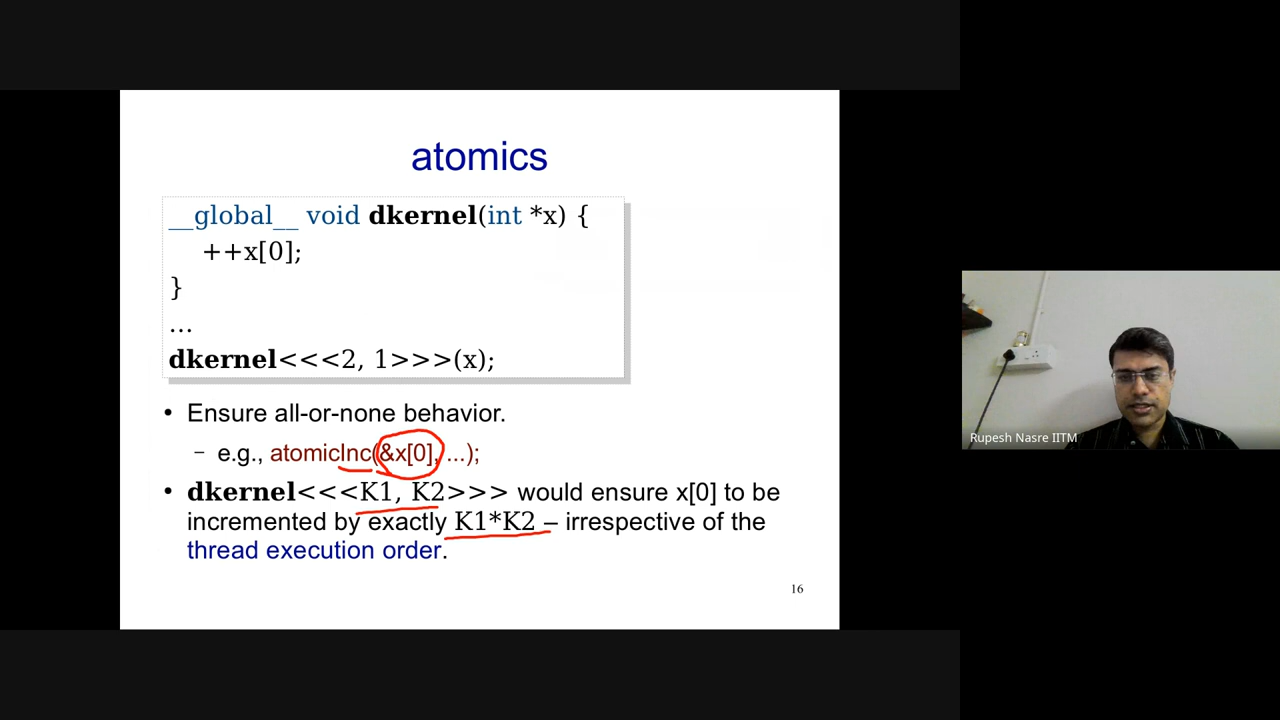 atomics
__global__ void dkernel(int *x) {
++x[0];
}
...
dkernel<<<2, 1>>>(x);
• Ensure all-or-none behavior.
– e.g., atomicInc(&x[0], ...);
• dkernel<<<K1, K2>>> would ensure x[0] to be
incremented by exactly K1*K2 – irrespective of the
thread execution order.
16
Rupesh Nasre IITM